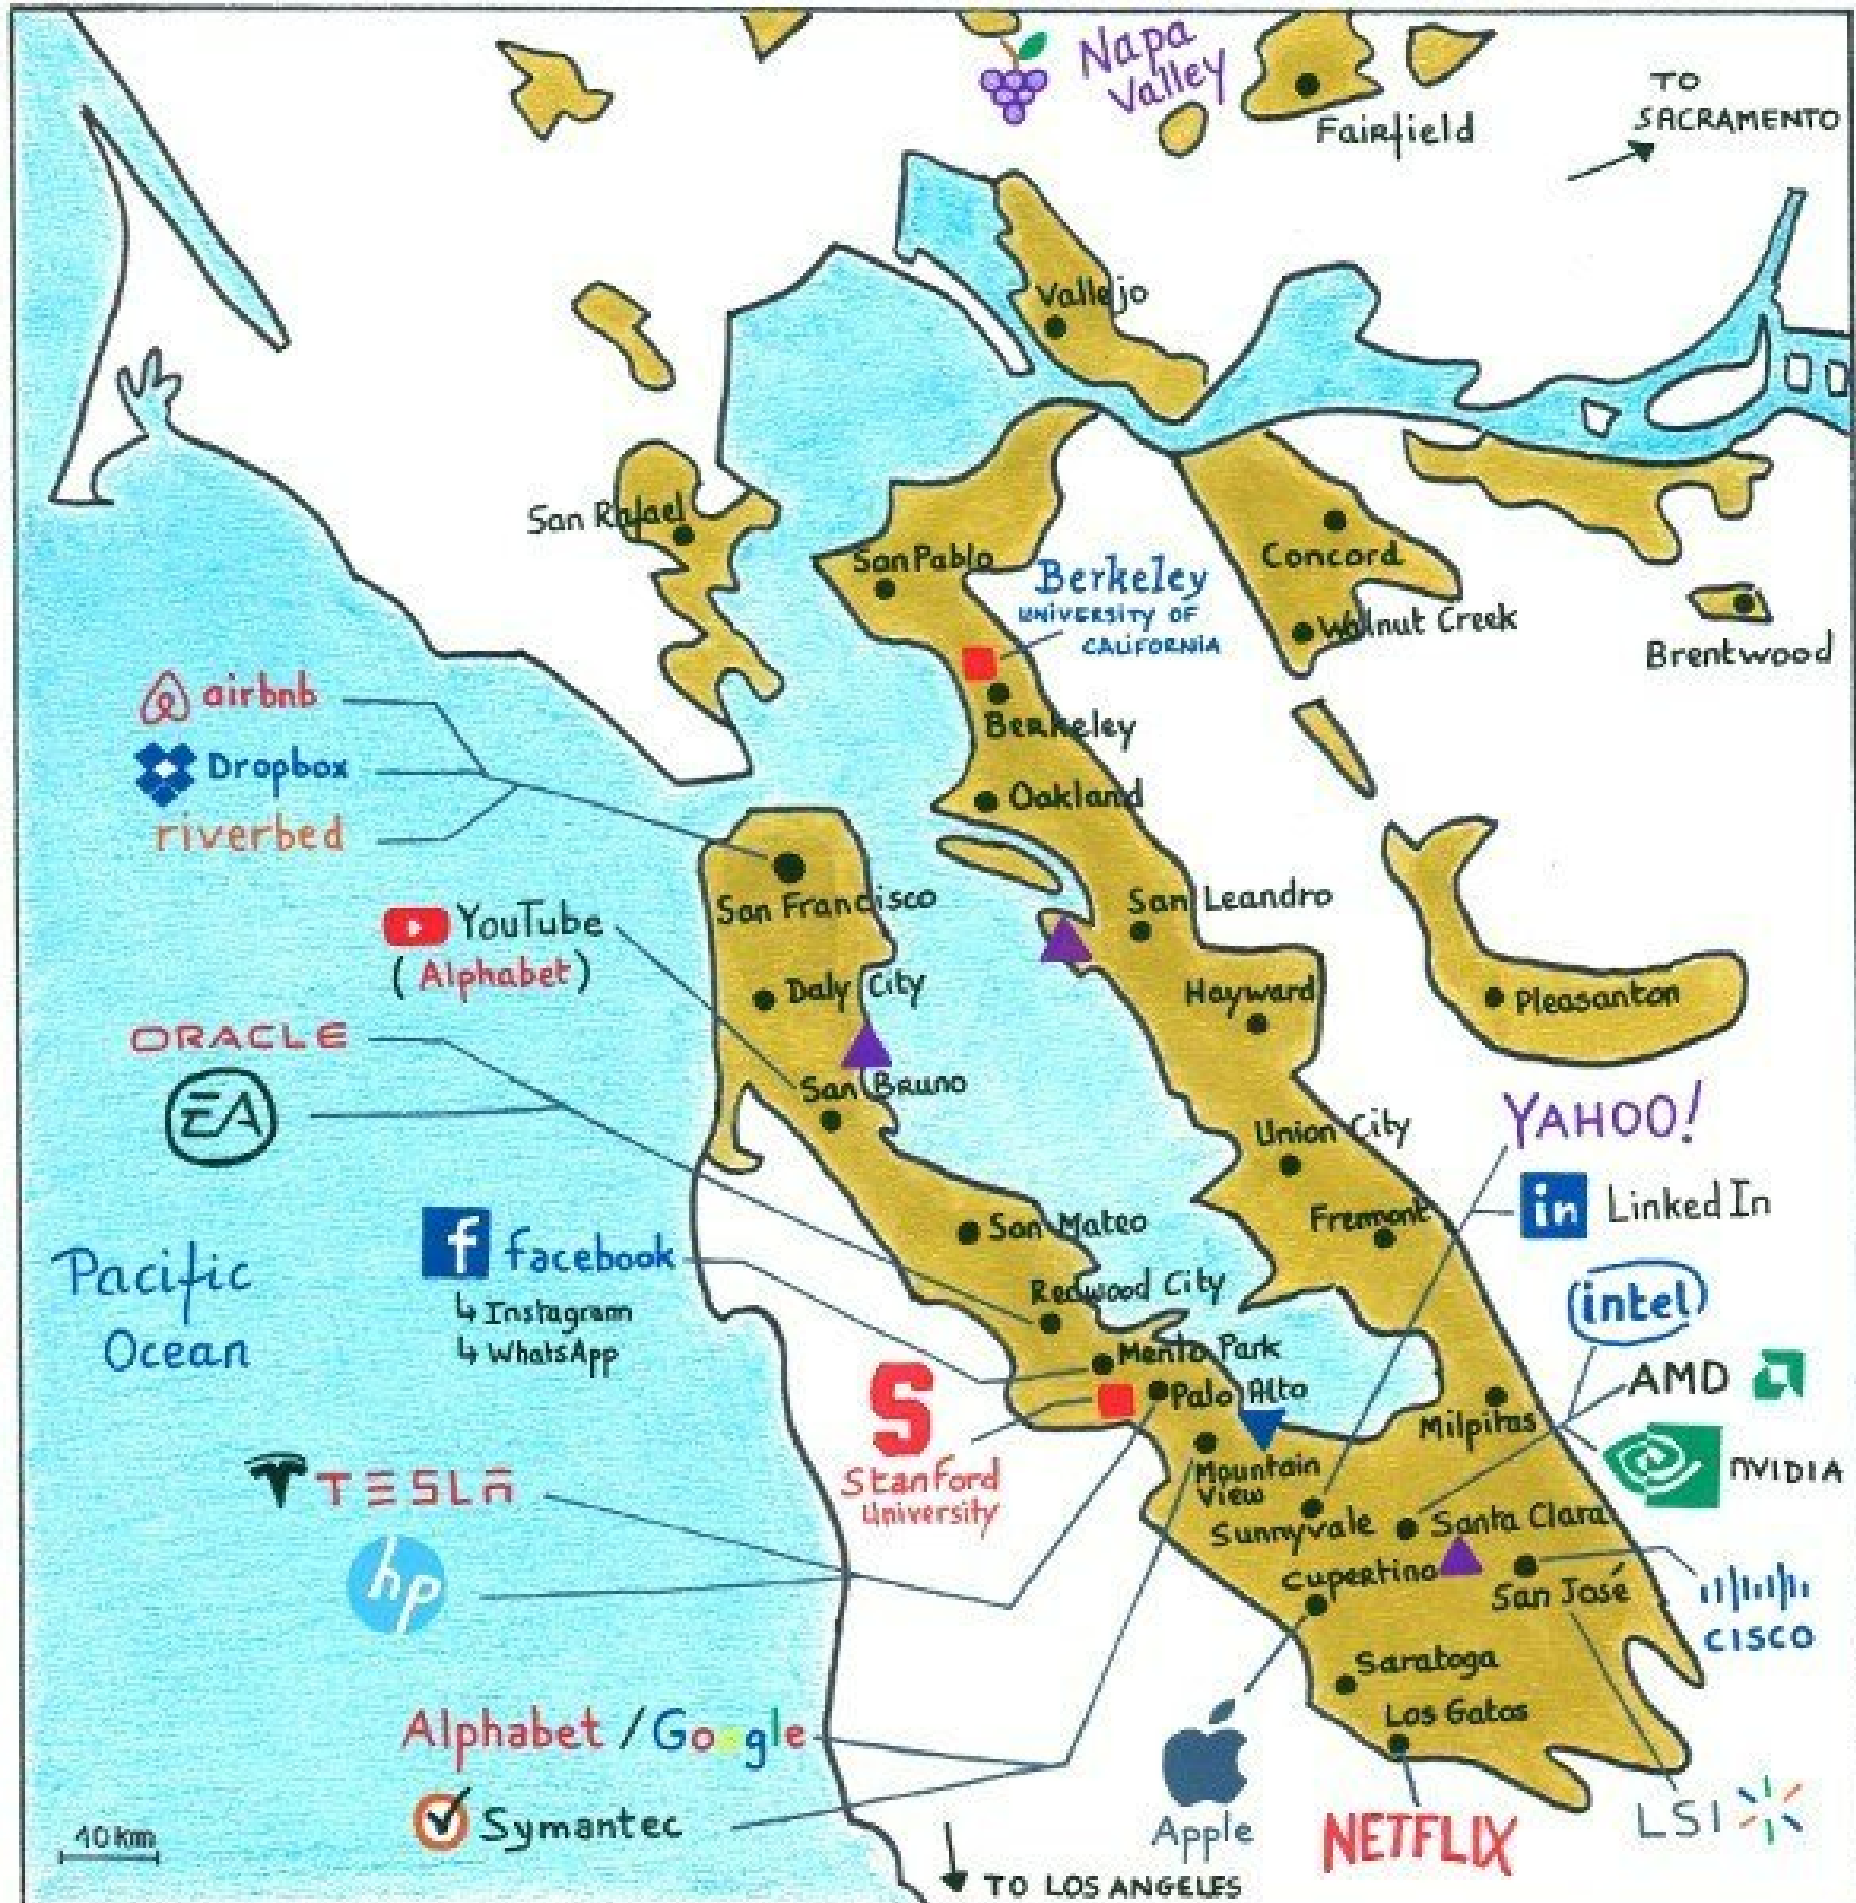 Napa
Valley
TO
SACRAMENTO
Fairfield
Vallejo
San Rafael
San Pablo
Berkeley
UNIVERSITY OF
CALIFORNIA
Concord
Walnut Creek
Brentwood
airbnb
Dropbox
riverbed
Berkeley
Oakland
San Francisco
San Leandro
YouTube
(Alphabet)
Daly City
Hayward
Pleasanton
ORACLE
EA
San Bruno
YAHOO!
Union City
in LinkedIn
Pacific
Ocean
f facebook
↳ Instagram
↳ WhatsApp
San Mateo
Fremont
Redwood City
intel
Mento Park
AMD
S
Stanford
University
Palo Alto
Milpitas
Mountain
View
NVIDIA
TESLA
hp
Sunnyvale
Santa Clara
Cupertino
San José
CISCO
Saratoga
Los Gatos
Alphabet / Google
Symantec
Apple
NETFLIX
LSI
10 km
TO LOS ANGELES